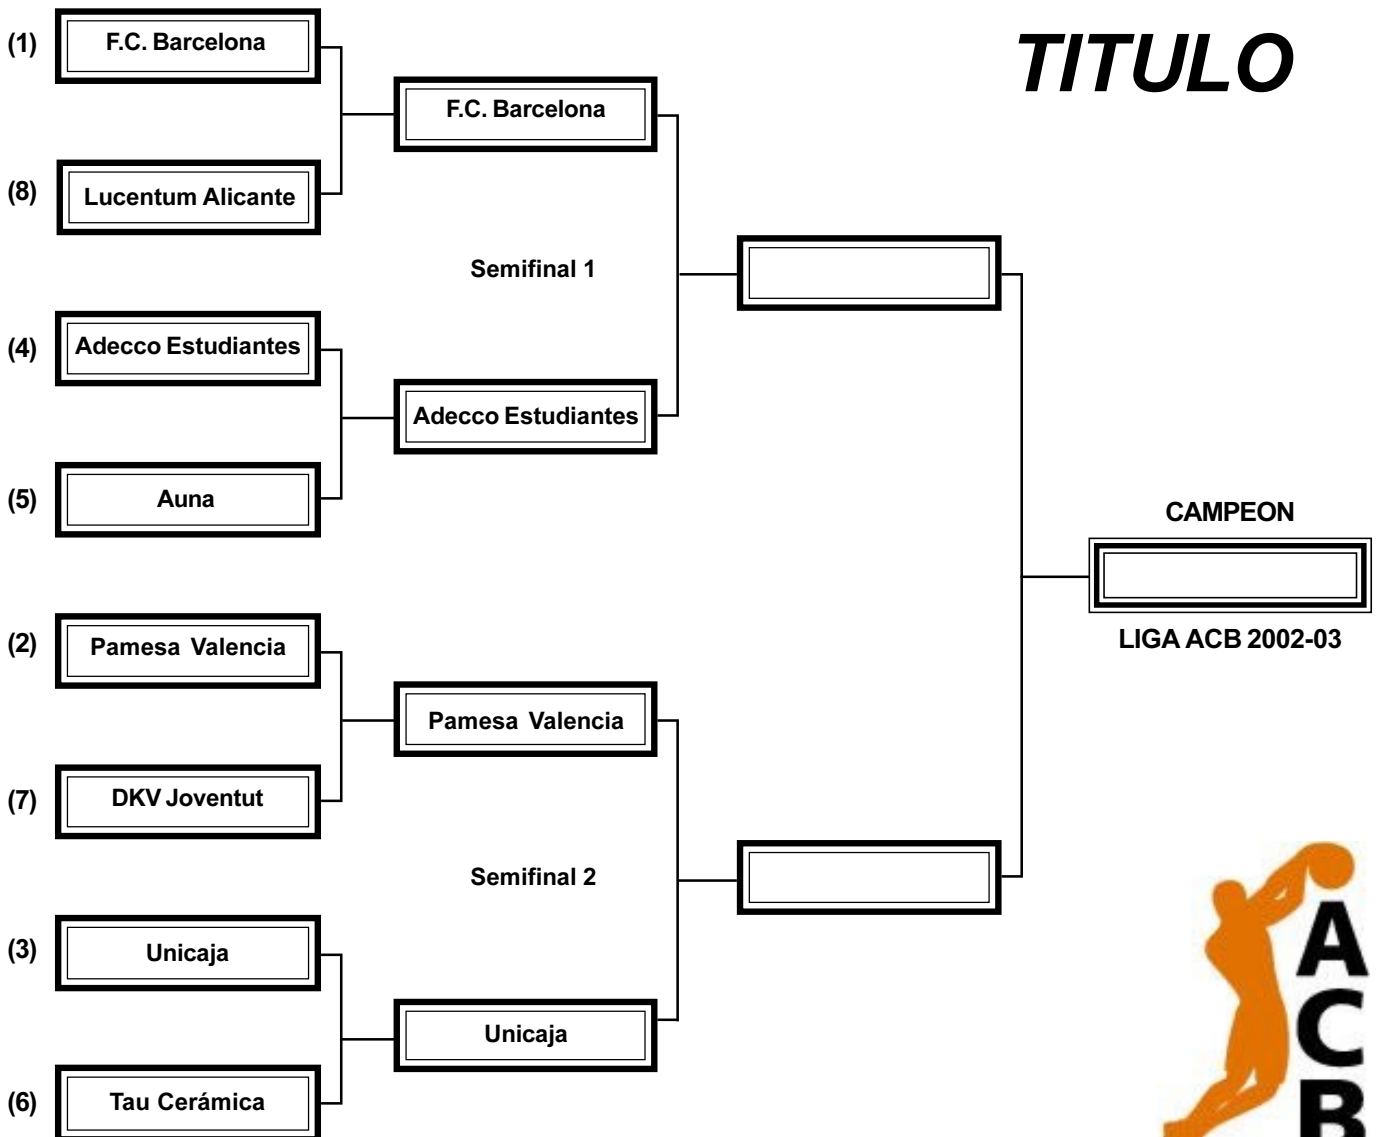 TITULO
(1) F.C. Barcelona
F.C. Barcelona
(8) Lucentum Alicante
Semifinal 1
(4) Adecco Estudiantes
Adecco Estudiantes
(5) Auna
CAMPEON
LIGA ACB 2002-03
(2) Pamesa Valencia
Pamesa Valencia
(7) DKV Joventut
Semifinal 2
(3) Unicaja
Unicaja
(6) Tau Cerámica
ACB